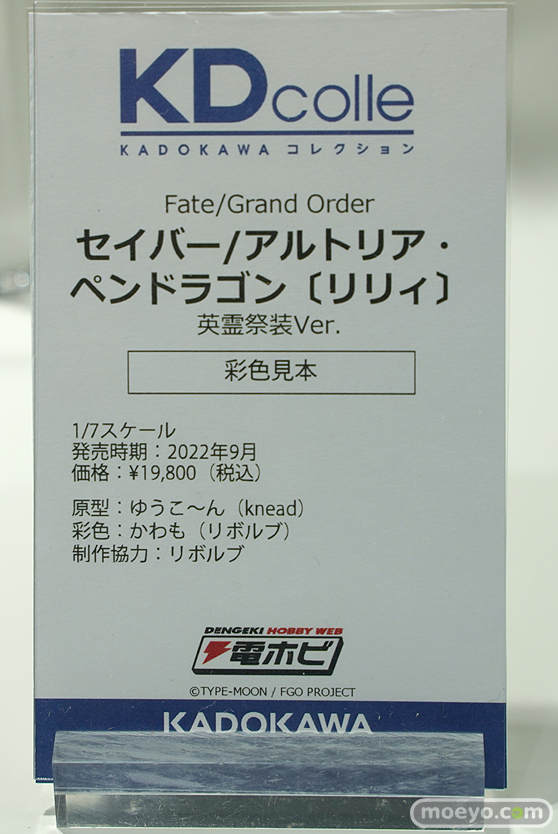 KDcolle
KADOKAWA コレクション
Fate/Grand Order
セイバー/アルトリア・
ペンドラゴン〔リリィ〕
英霊祭装Ver.
彩色見本
1/7スケール
発売時期：2022年9月
価格：¥19,800（税込）
原型：ゆうこ〜ん（knead）
彩色：かわも（リボルブ）
制作協力：リボルブ
DENGEKI HOBBY WEB
電ホビ
©TYPE-MOON / FGO PROJECT
KADOKAWA
moeyo.com